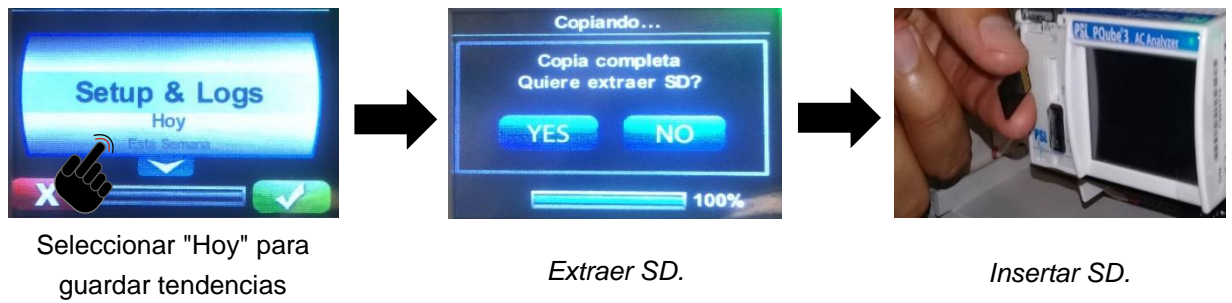 Setup & Logs
Hoy
Esta Semana
X
Seleccionar "Hoy" para
guardar tendencias
Copiando...
Copia completa
Quiere extraer SD?
YES NO
100%
Extraer SD.
PSL PQube 3 AC Analyzer
PSL
Insertar SD.